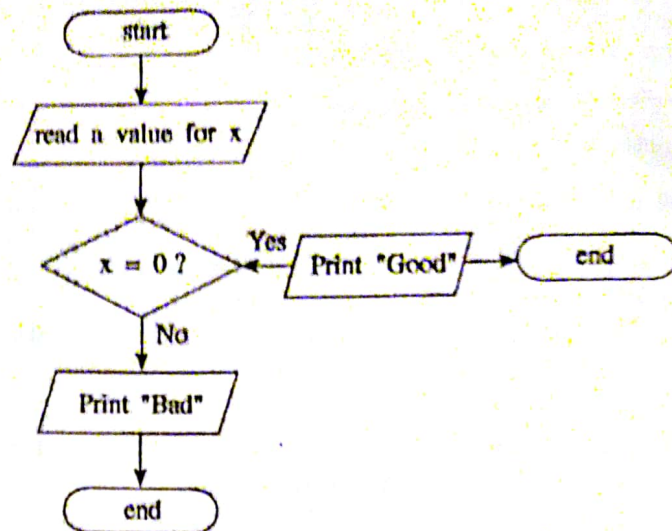 start
read a value for x
x = 0 ?
Yes
Print "Good"
end
No
Print "Bad"
end